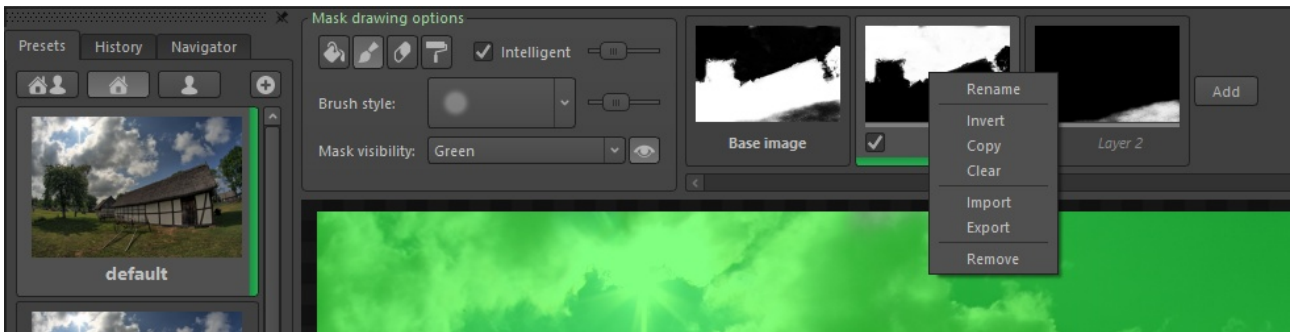 Mask drawing options
Presets
History
Navigator
Intelligent
Brush style:
Mask visibility:
Green
default
Base image
Layer 2
Add
Rename
Invert
Copy
Clear
Import
Export
Remove